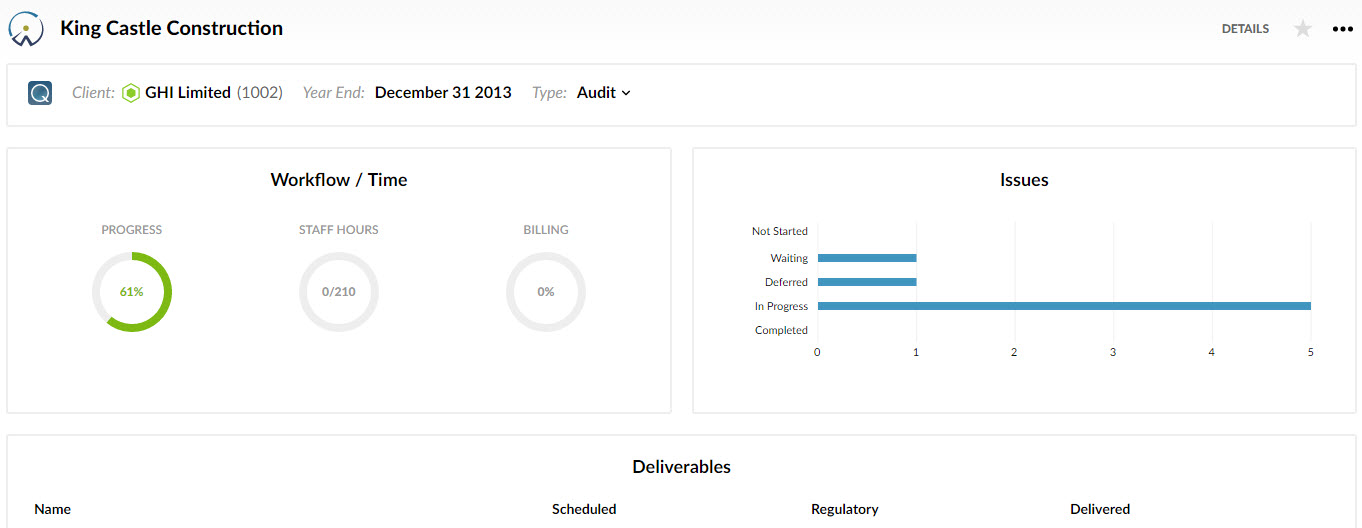 King Castle Construction
DETAILS
Client: GHI Limited (1002) Year End: December 31 2013 Type: Audit
Workflow / Time
PROGRESS STAFF HOURS BILLING
61% 0/210 0%
Issues
Not Started
Waiting
Deferred
In Progress
Completed
0 1 2 3 4 5
Deliverables
Name Scheduled Regulatory Delivered